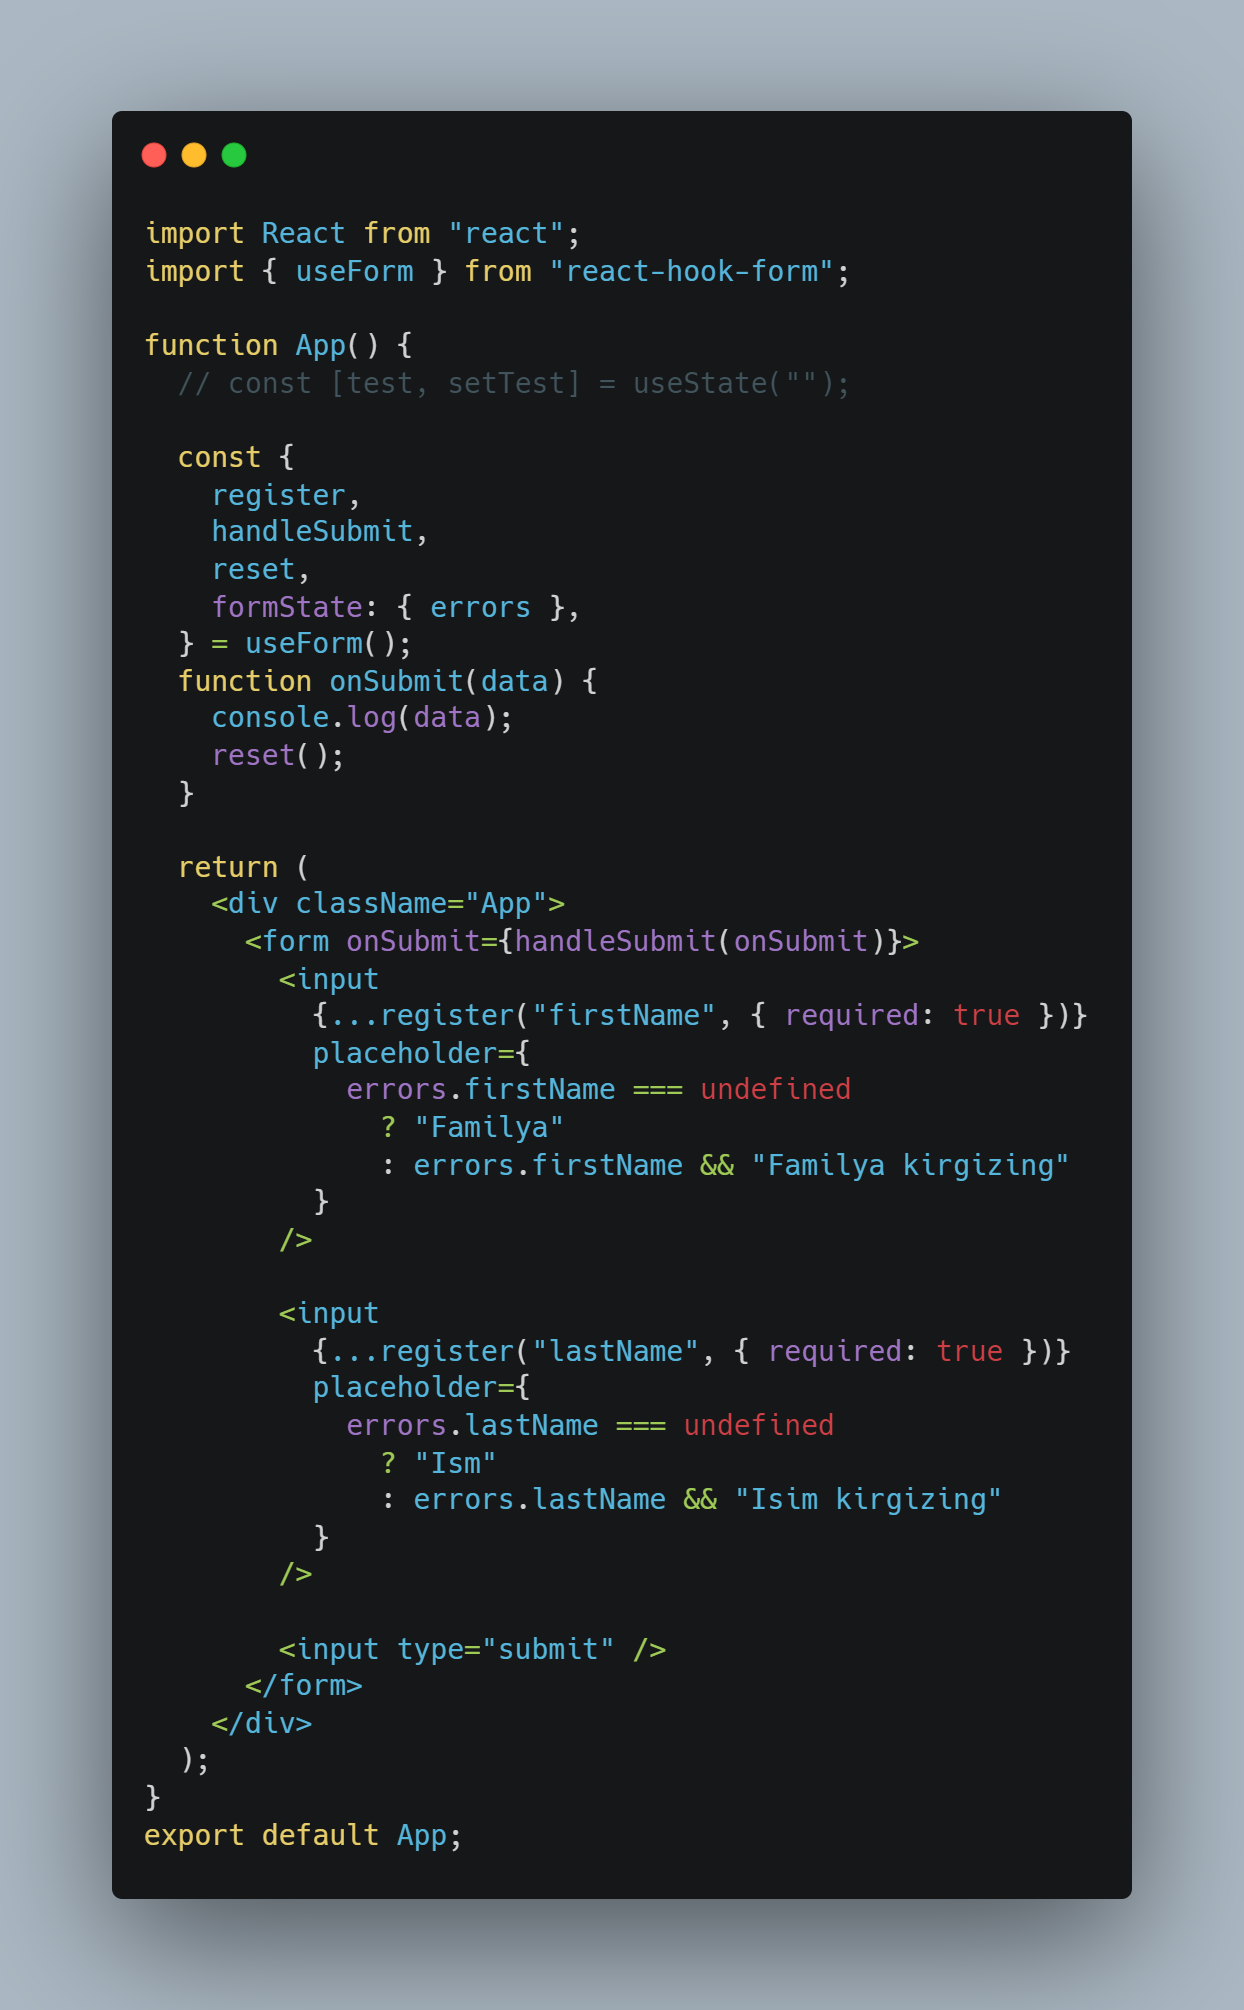 import React from "react";
import { useForm } from "react-hook-form";

function App() {
  // const [test, setTest] = useState("");

  const {
    register,
    handleSubmit,
    reset,
    formState: { errors },
  } = useForm();
  function onSubmit(data) {
    console.log(data);
    reset();
  }

  return (
    <div className="App">
      <form onSubmit={handleSubmit(onSubmit)}>
        <input
          {...register("firstName", { required: true })}
          placeholder={
            errors.firstName === undefined
              ? "Familya"
              : errors.firstName && "Familya kirgizing"
          }
        />

        <input
          {...register("lastName", { required: true })}
          placeholder={
            errors.lastName === undefined
              ? "Ism"
              : errors.lastName && "Isim kirgizing"
          }
        />

        <input type="submit" />
      </form>
    </div>
  );
}
export default App;